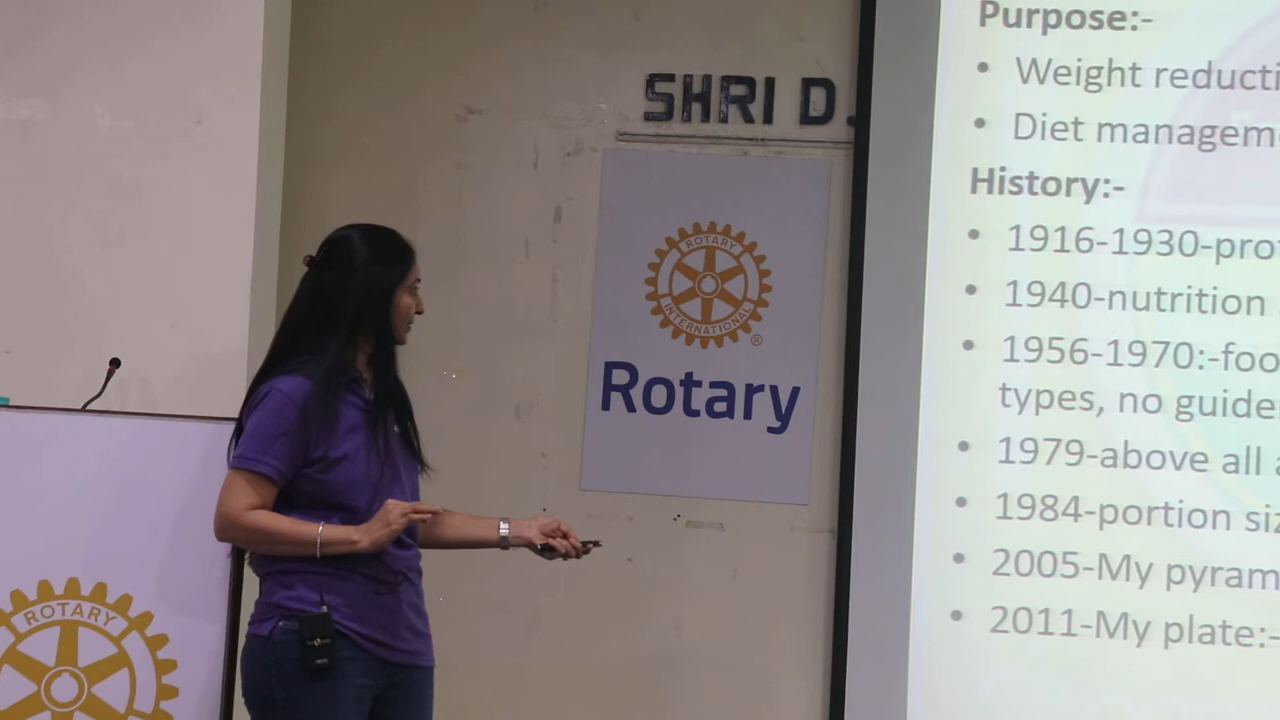 SHRI D.
ROTARY
INTERNATIONAL
®
Rotary
ROTARY
Purpose:-
• Weight reducti
• Diet managem
History:-
• 1916-1930-pro
• 1940-nutrition
• 1956-1970:-foo
types, no guide
• 1979-above all
• 1984-portion siz
• 2005-My pyram
• 2011-My plate:-